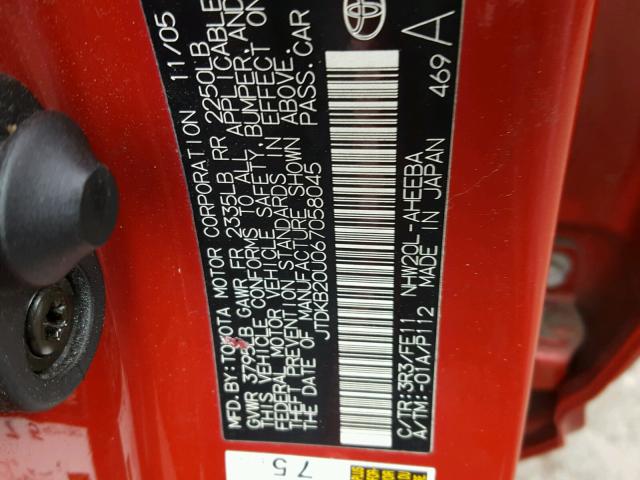 MFD. BY: TOYOTA MOTOR CORPORATION 11/05
GVWR 3795LB GAWR FR 2335LB RR 2250LB
THIS VEHICLE CONFORMS TO ALL APPLICABLE
FEDERAL MOTOR VEHICLE SAFETY, BUMPER, AND
THEFT PREVENTION STANDARDS IN EFFECT ON
THE DATE OF MANUFACTURE SHOWN ABOVE.
JTDKB20U067058045 PASS. CAR
C/TR: 3R3/FE11 NHW20L-AHEEBA 469 A
A/TM: -01A/P112 MADE IN JAPAN
75